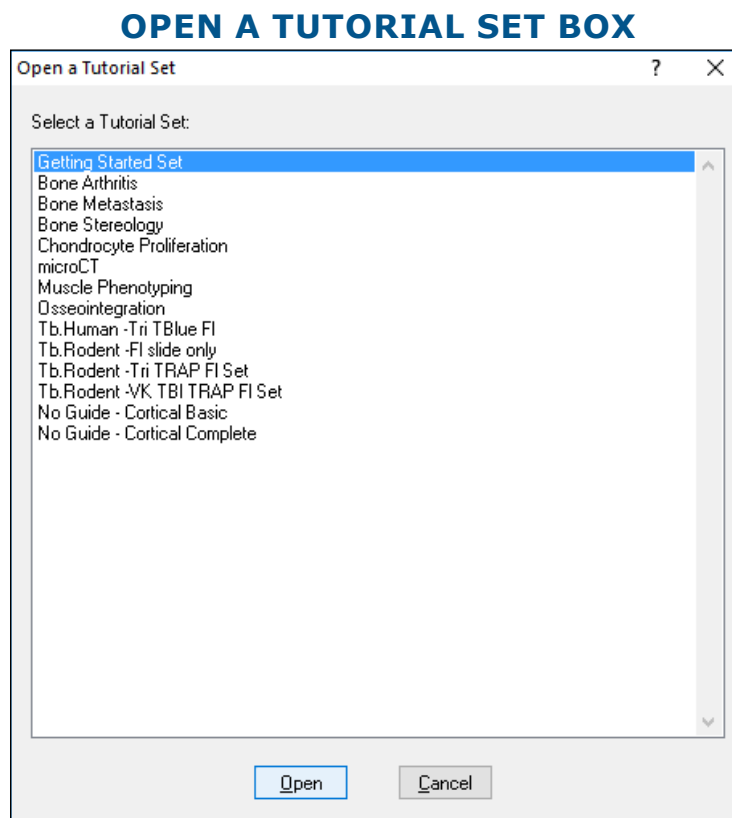 OPEN A TUTORIAL SET BOX
Open a Tutorial Set ? ×
Select a Tutorial Set:
Getting Started Set
Bone Arthritis
Bone Metastasis
Bone Stereology
Chondrocyte Proliferation
microCT
Muscle Phenotyping
Osseointegration
Tb.Human -Tri TBlue Fl
Tb.Rodent -Fl slide only
Tb.Rodent -Tri TRAP Fl Set
Tb.Rodent -VK TBl TRAP Fl Set
No Guide - Cortical Basic
No Guide - Cortical Complete
Open Cancel